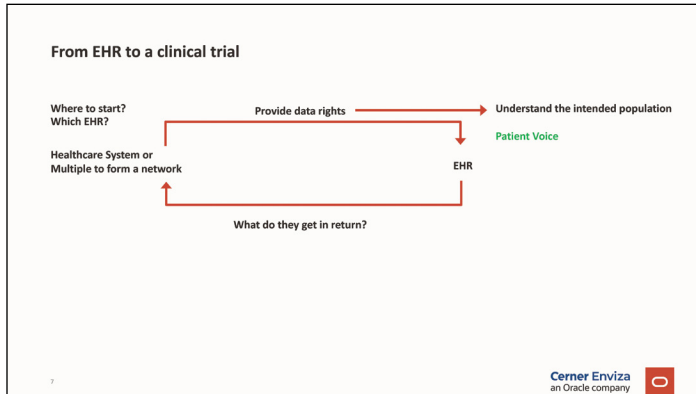 From EHR to a clinical trial
Where to start?
Which EHR?
Provide data rights
Understand the intended population
Patient Voice
Healthcare System or
Multiple to form a network
EHR
What do they get in return?
7
Cerner Enviza
an Oracle company